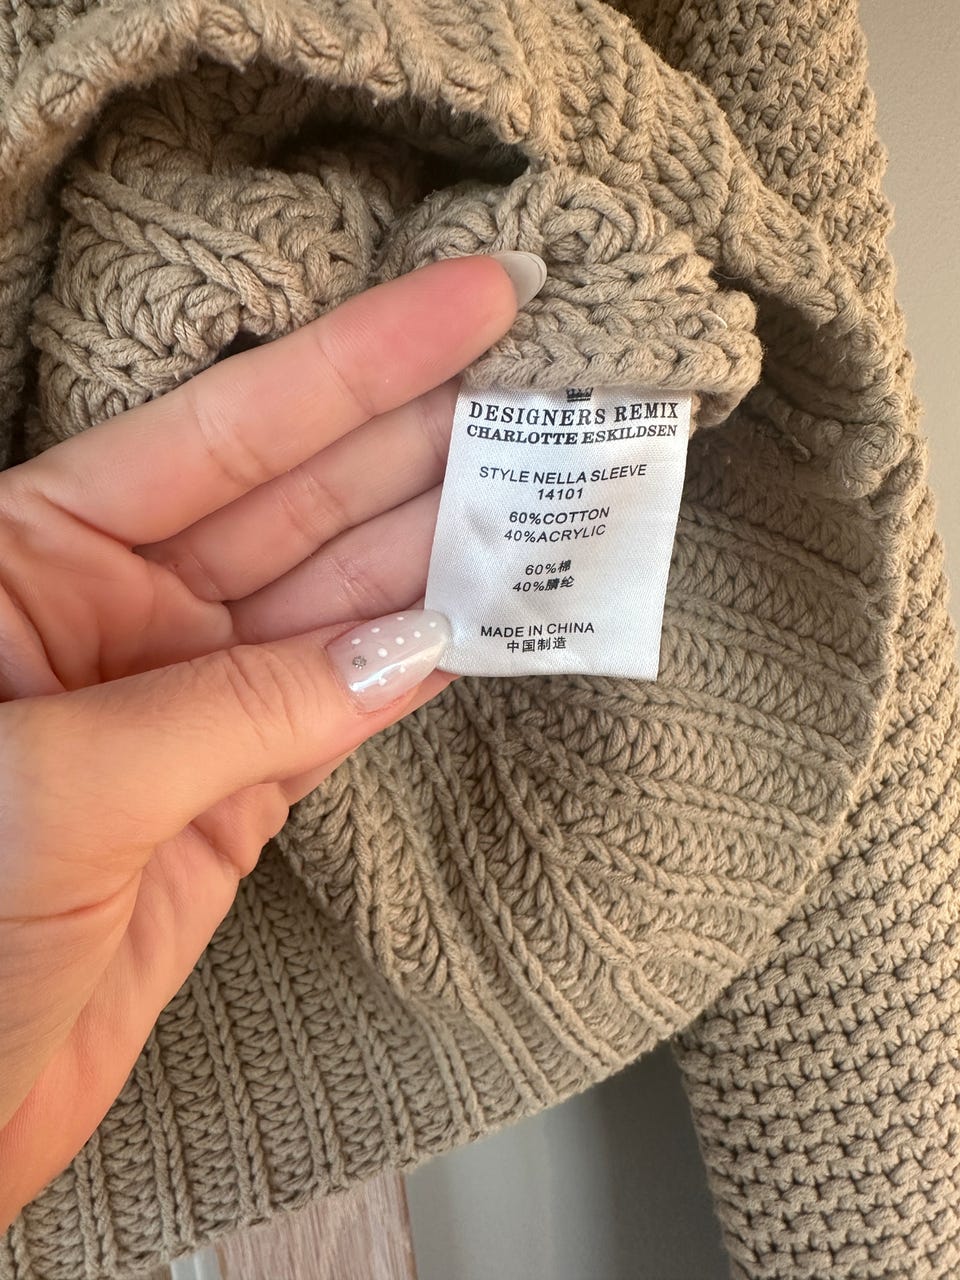 DESIGNERS REMIX
CHARLOTTE ESKILDSEN
STYLE NELLA SLEEVE
14101
60%COTTON
40%ACRYLIC
60%棉
40%腈纶
MADE IN CHINA
中国制造